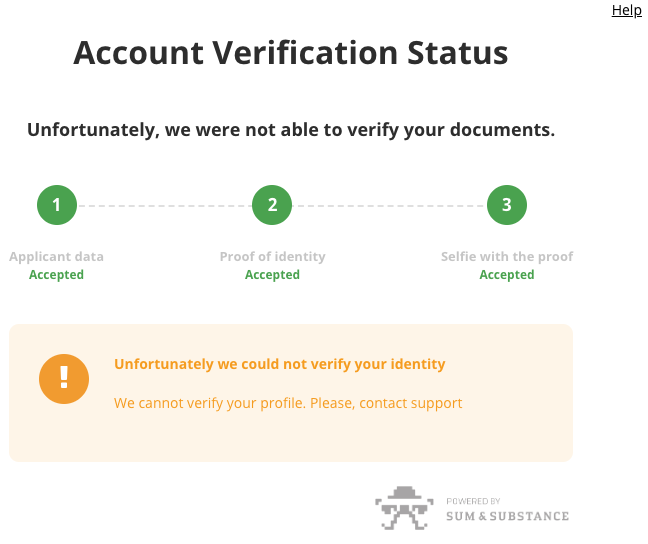 Help
Account Verification Status
Unfortunately, we were not able to verify your documents.
1 2 3
Applicant data Proof of identity Selfie with the proof
Accepted Accepted Accepted
!
Unfortunately we could not verify your identity
We cannot verify your profile. Please, contact support
POWERED BY
SUM & SUBSTANCE